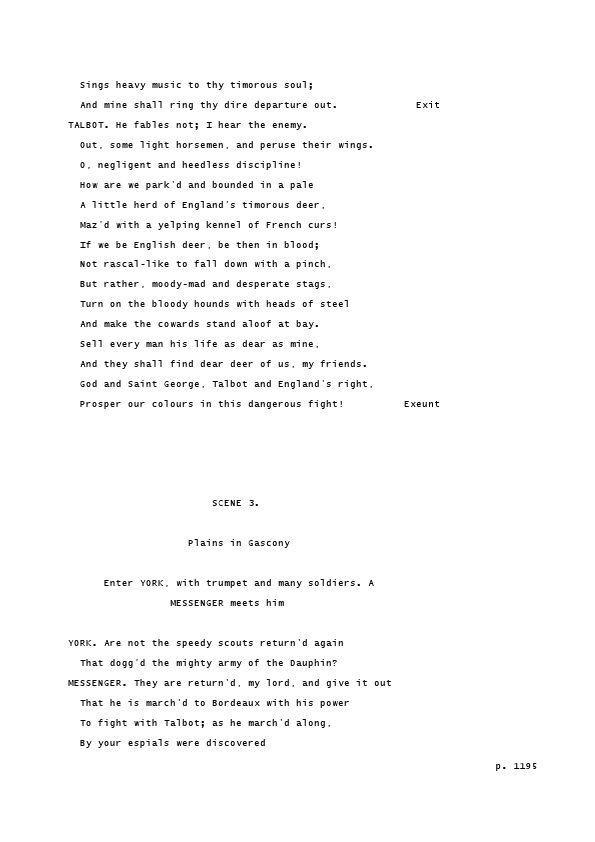 Sings heavy music to thy timorous soul;
And mine shall ring thy dire departure out. Exit
TALBOT. He fables not; I hear the enemy.
Out, some light horsemen, and peruse their wings.
O, negligent and heedless discipline!
How are we park'd and bounded in a pale
A little herd of England's timorous deer,
Maz'd with a yelping kennel of French curs!
If we be English deer, be then in blood;
Not rascal-like to fall down with a pinch,
But rather, moody-mad and desperate stags,
Turn on the bloody hounds with heads of steel
And make the cowards stand aloof at bay.
Sell every man his life as dear as mine,
And they shall find dear deer of us, my friends.
God and Saint George, Talbot and England's right,
Prosper our colours in this dangerous fight! Exeunt
SCENE 3.
Plains in Gascony
Enter YORK, with trumpet and many soldiers. A
MESSENGER meets him
YORK. Are not the speedy scouts return'd again
That dogg'd the mighty army of the Dauphin?
MESSENGER. They are return'd, my lord, and give it out
That he is march'd to Bordeaux with his power
To fight with Talbot; as he march'd along,
By your espials were discovered
p. 1195